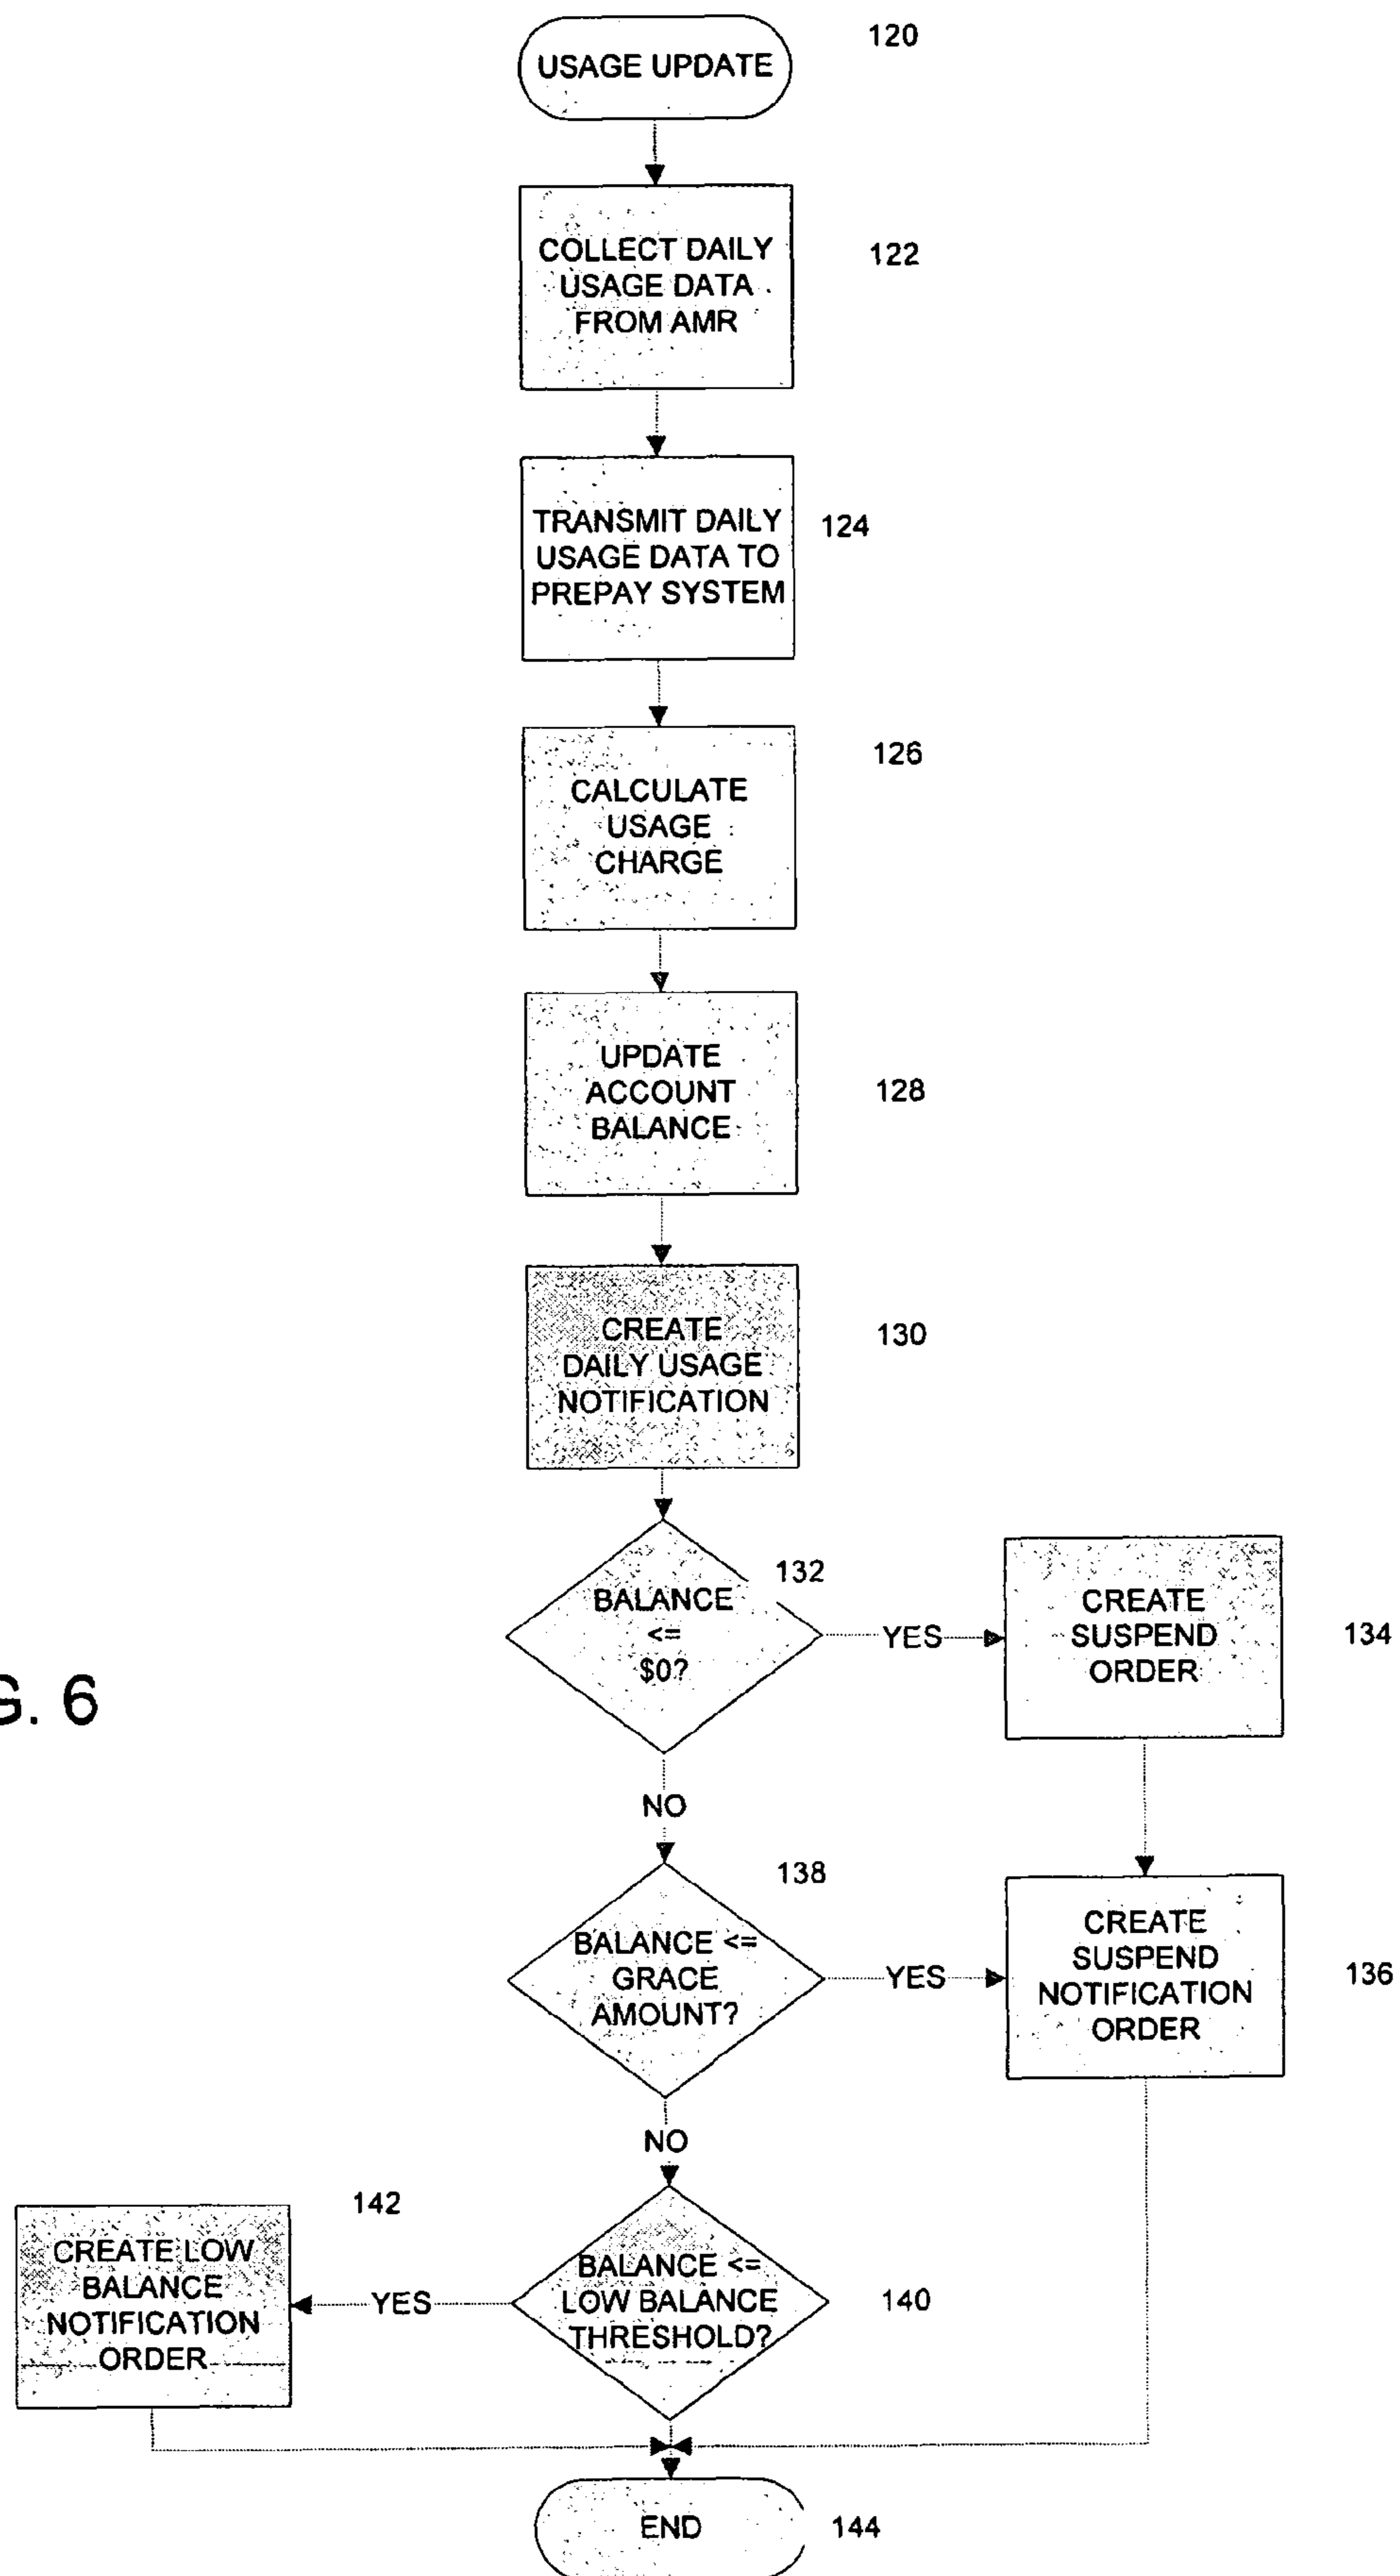 USAGE UPDATE
120
COLLECT DAILY
USAGE DATA
FROM AMR
122
TRANSMIT DAILY
USAGE DATA TO
PREPAY SYSTEM
124
CALCULATE
USAGE
CHARGE
126
UPDATE
ACCOUNT
BALANCE
128
CREATE
DAILY USAGE
NOTIFICATION
130
BALANCE
<=
$0?
132
YES
CREATE
SUSPEND
ORDER
134
G. 6
NO
BALANCE <=
GRACE
AMOUNT?
138
YES
CREATE
SUSPEND
NOTIFICATION
ORDER
136
NO
BALANCE <=
LOW BALANCE
THRESHOLD?
140
YES
CREATE LOW
BALANCE
NOTIFICATION
ORDER
142
END
144